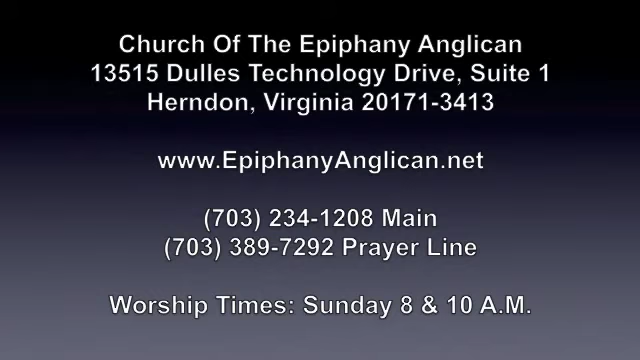 Church Of The Epiphany Anglican
13515 Dulles Technology Drive, Suite 1
Herndon, Virginia 20171-3413
www.EpiphanyAnglican.net
(703) 234-1208 Main
(703) 389-7292 Prayer Line
Worship Times: Sunday 8 & 10 A.M.